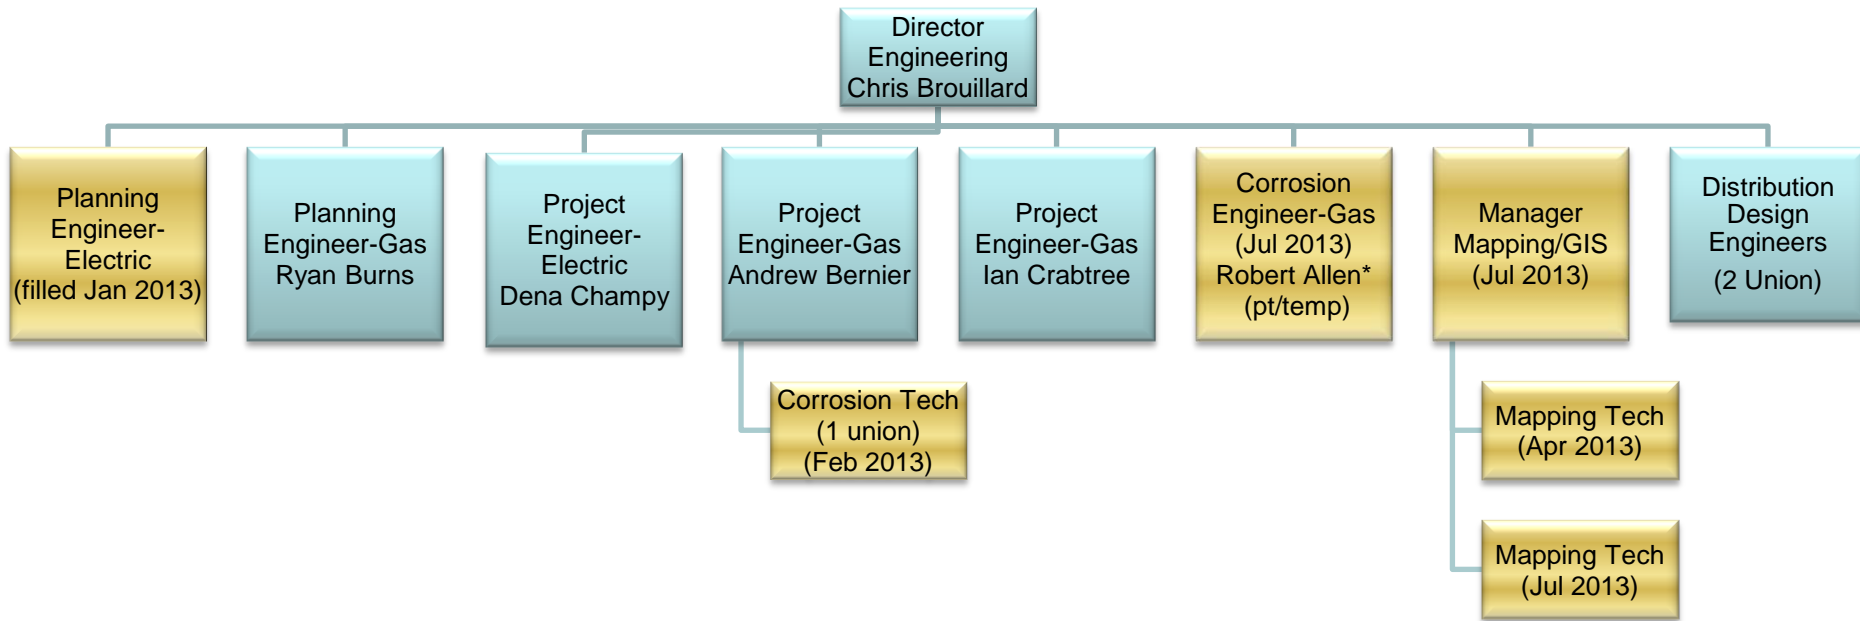 Director
Engineering
Chris Brouillard
Planning
Engineer-
Electric
(filled Jan 2013)
Planning
Engineer-Gas
Ryan Burns
Project
Engineer-
Electric
Dena Champy
Project
Engineer-Gas
Andrew Bernier
Project
Engineer-Gas
Ian Crabtree
Corrosion
Engineer-Gas
(Jul 2013)
Robert Allen*
(pt/temp)
Manager
Mapping/GIS
(Jul 2013)
Distribution
Design
Engineers
(2 Union)
Corrosion Tech
(1 union)
(Feb 2013)
Mapping Tech
(Apr 2013)
Mapping Tech
(Jul 2013)